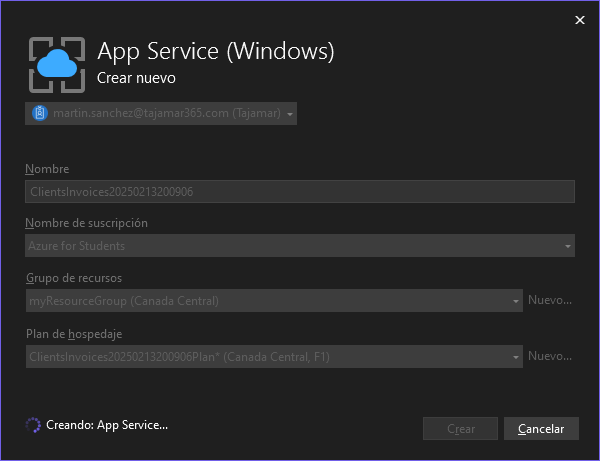 App Service (Windows)
Crear nuevo
martin.sanchez@tajamar365.com (Tajamar)
Nombre
ClientsInvoices20250213200906
Nombre de suscripción
Azure for Students
Grupo de recursos
myResourceGroup (Canada Central)
Nuevo...
Plan de hospedaje
ClientsInvoices20250213200906Plan* (Canada Central, F1)
Nuevo...
Creando: App Service...
Crear
Cancelar